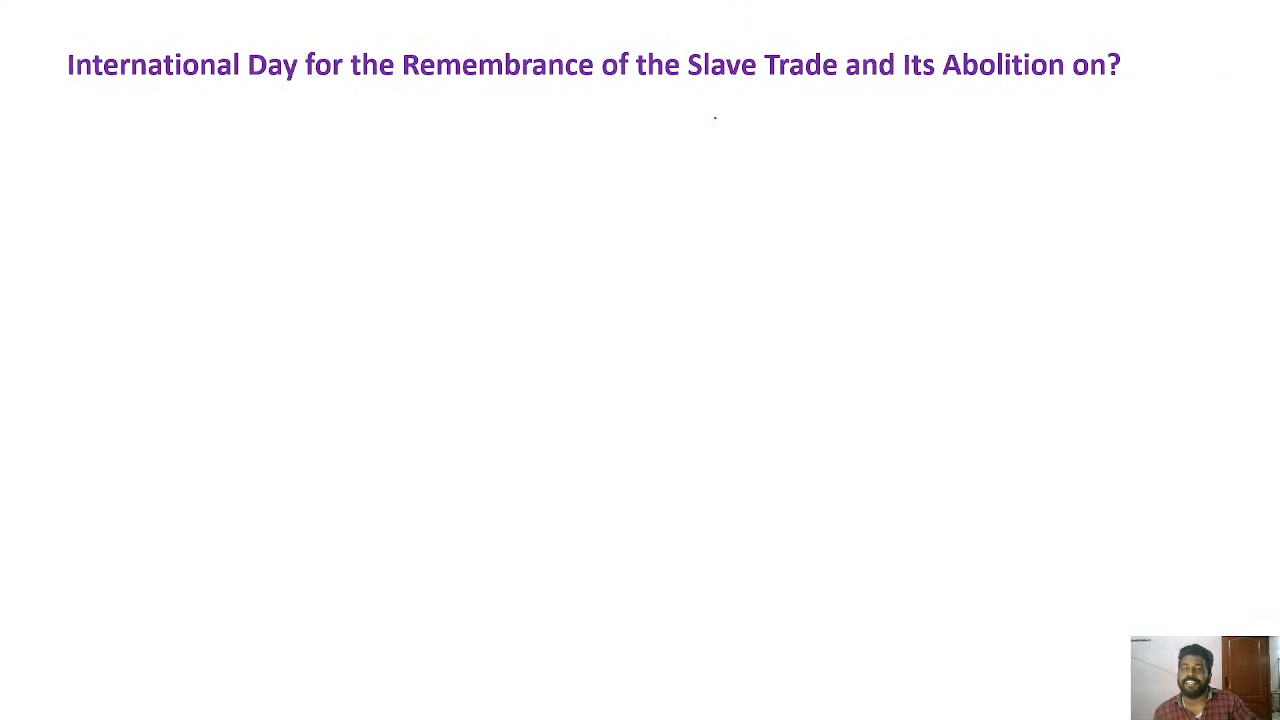 International Day for the Remembrance of the Slave Trade and Its Abolition on?